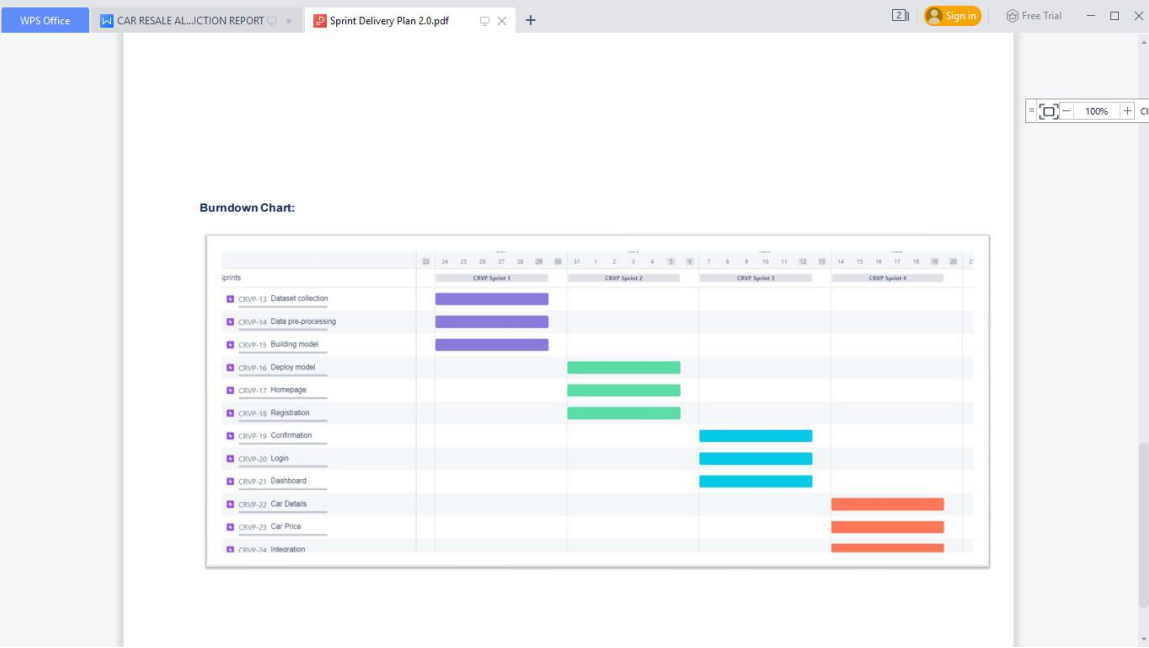 WPS Office
CAR RESALE AL...ICTION REPORT
Sprint Delivery Plan 2.0.pdf
2
Sign in
Free Trial
100%
Burndown Chart:
23 24 25 26 27 28 29 30 31 1 2 3 4 5 6 7 8 9 10 11 12 13 14 15 16 17 18 19 20
CRVP Sprint 1 CRVP Sprint 2 CRVP Sprint 3 CRVP Sprint 4
CRVP-13 Dataset collection
CRVP-14 Data pre-processing
CRVP-15 Building model
CRVP-16 Deploy model
CRVP-17 Homepage
CRVP-18 Registration
CRVP-19 Confirmation
CRVP-20 Login
CRVP-21 Dashboard
CRVP-22 Car Details
CRVP-23 Car Price
CRVP-24 Integration